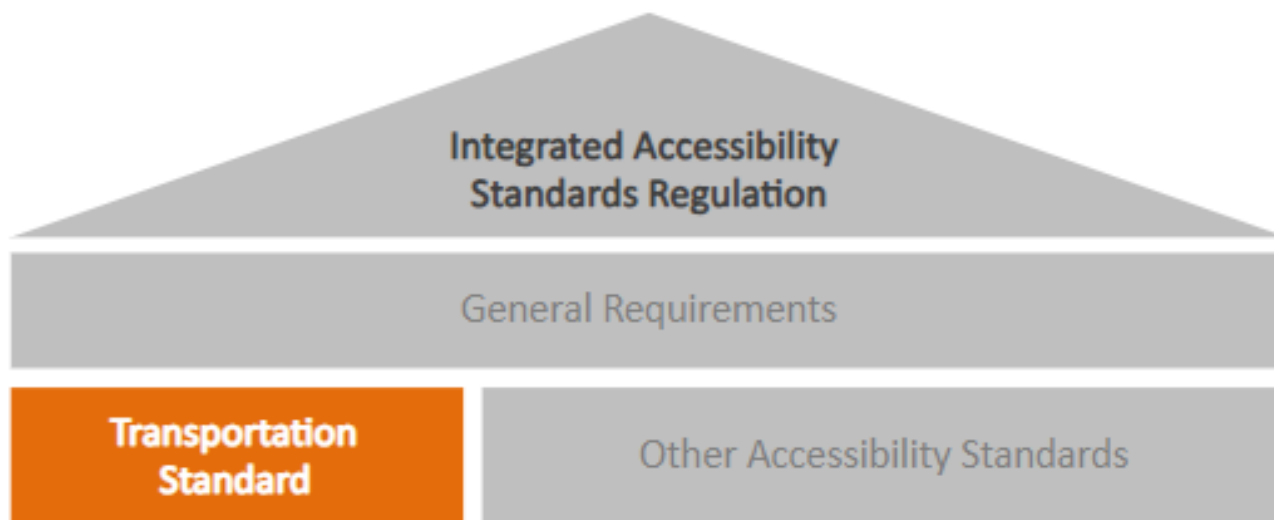 Integrated Accessibility
Standards Regulation
General Requirements
Transportation
Standard
Other Accessibility Standards